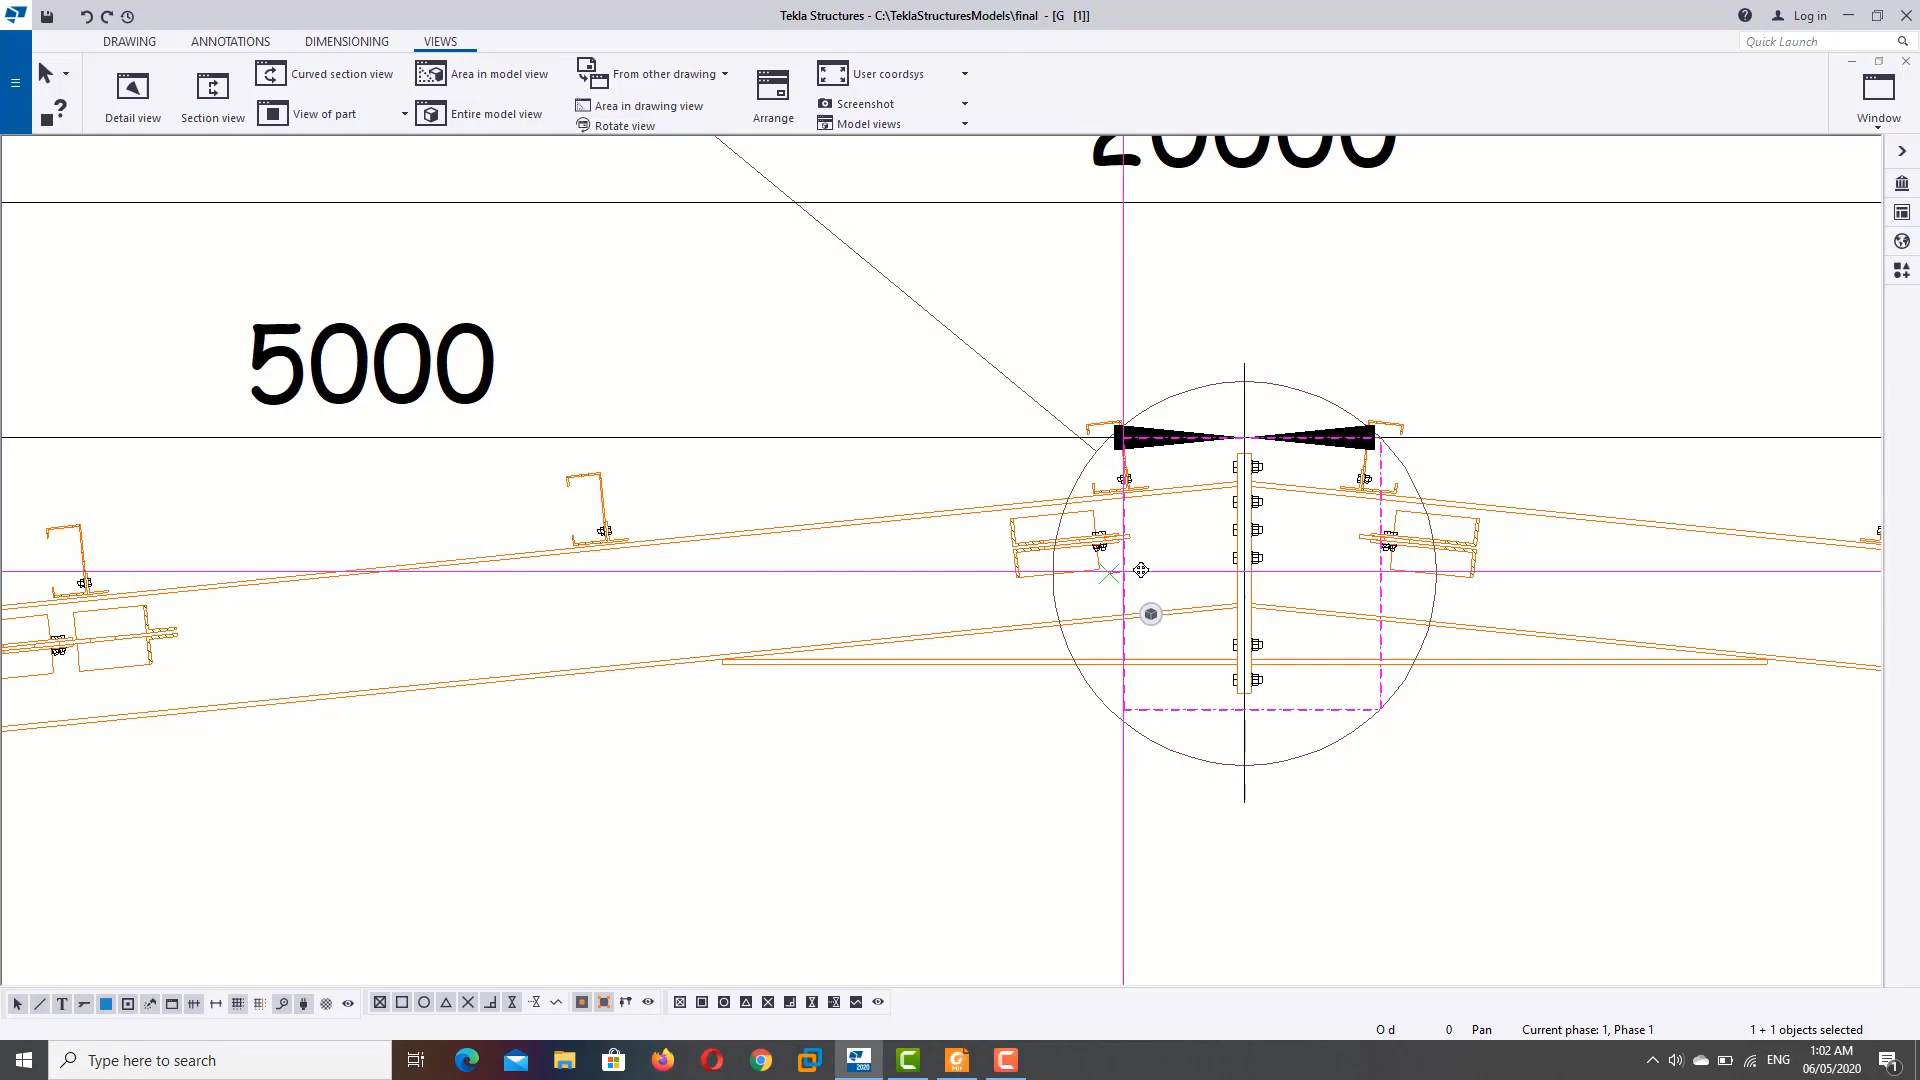 Tekla Structures - C:\TeklaStructuresModels\final - [G [1]]
Log in
DRAWING
ANNOTATIONS
DIMENSIONING
VIEWS
Quick Launch
Detail view
Section view
Curved section view
View of part
Area in model view
Entire model view
From other drawing
Area in drawing view
Rotate view
Arrange
User coordsys
Screenshot
Model views
Window
20000
5000
O d
0
Pan
Current phase: 1, Phase 1
1 + 1 objects selected
Type here to search
2020
ENG
1:02 AM
06/05/2020
1